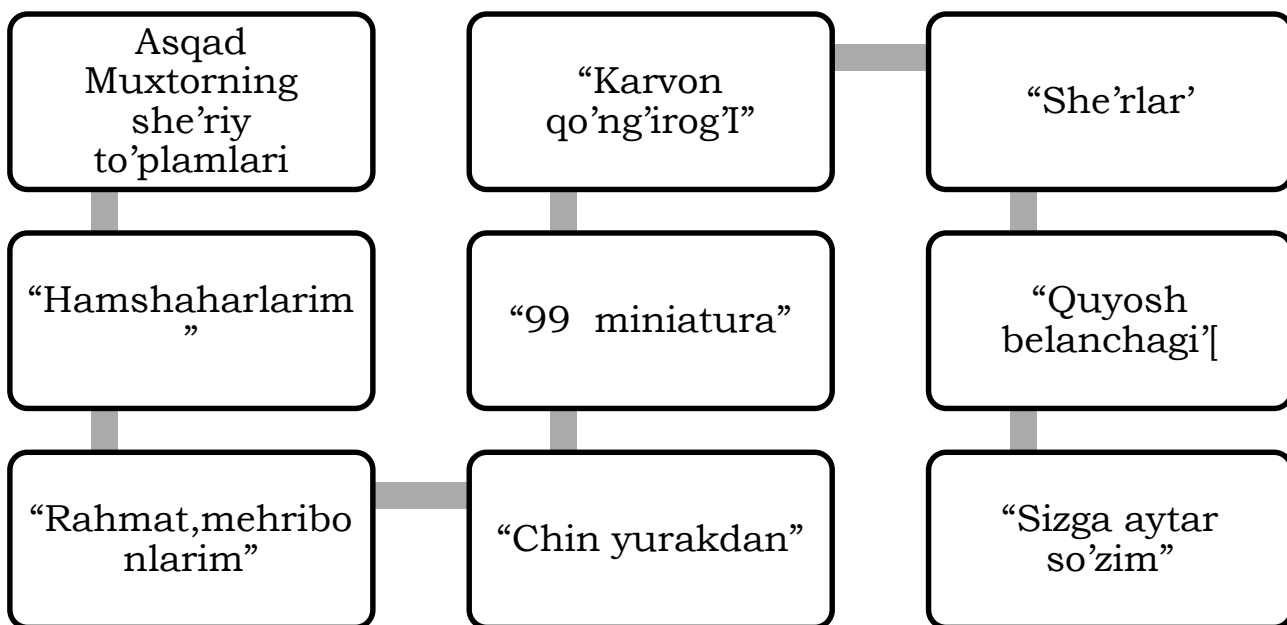 Asqad
Muxtorning
she’riy
to’plamlari
“Hamshaharlarim
”
“Rahmat,mehribo
nlarim”
“Chin yurakdan”
“99 miniatura”
“Karvon
qo’ng’irog’I”
“She’rlar’
“Quyosh
belanchagi’[
“Sizga aytar
so’zim”